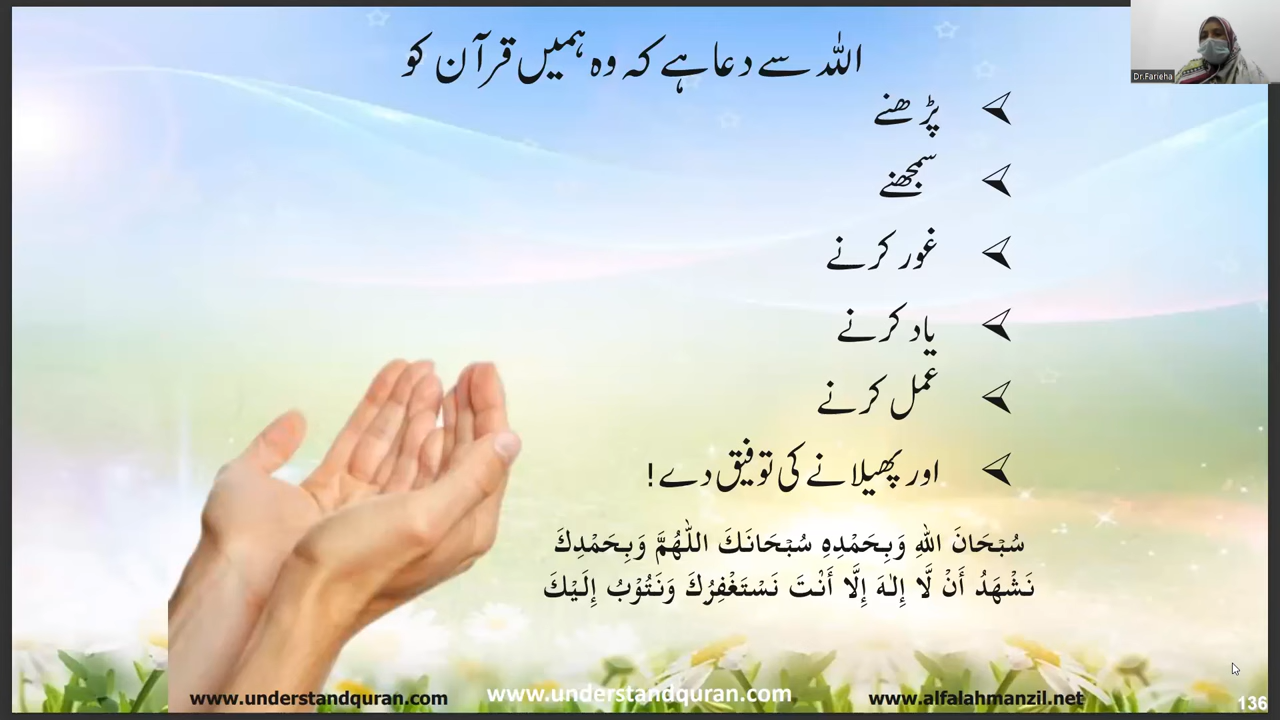 اللہ سے دعا ہے کہ وہ ہمیں قرآن کو
Dr.Farieha
پڑھنے
سمجھنے
غور کرنے
یاد کرنے
عمل کرنے
اور پھیلانے کی توفیق دے!
سُبْحَانَ اللهِ وَبِحَمْدِهِ سُبْحَانَكَ اللّٰهُمَّ وَبِحَمْدِكَ
نَشْهَدُ أَنْ لَّا إِلٰهَ إِلَّا أَنْتَ نَسْتَغْفِرُكَ وَنَتُوْبُ إِلَيْكَ
www.understandquran.com
www.understandquran.com
www.alfalahmanzil.net
136